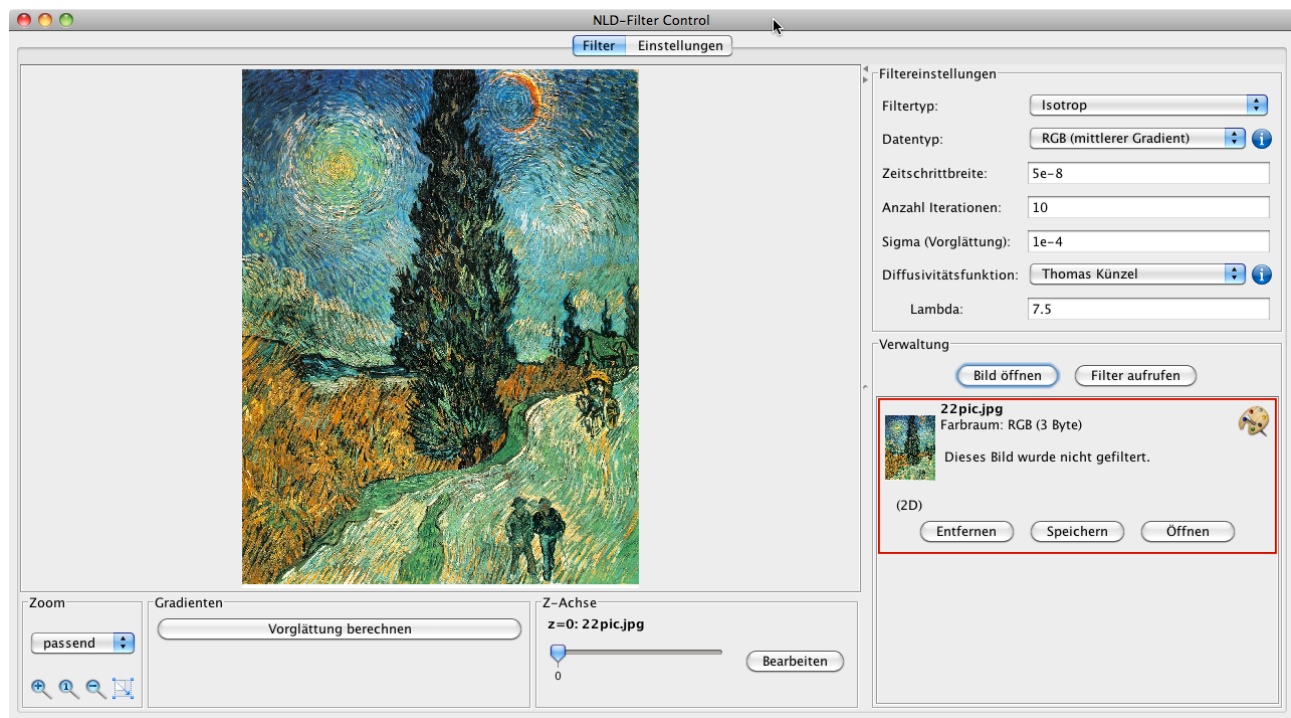 NLD-Filter Control
Filter Einstellungen
Filtereinstellungen
Filtertyp: Isotrop
Datentyp: RGB (mittlerer Gradient)
Zeitschrittbreite: 5e-8
Anzahl Iterationen: 10
Sigma (Vorglättung): 1e-4
Diffusivitätsfunktion: Thomas Künzel
Lambda: 7.5
Verwaltung
Bild öffnen Filter aufrufen
22pic.jpg
Farbraum: RGB (3 Byte)
Dieses Bild wurde nicht gefiltert.
(2D)
Entfernen Speichern Öffnen
Zoom
passend
1
Gradienten
Vorglättung berechnen
Z-Achse
z=0: 22pic.jpg
0
Bearbeiten